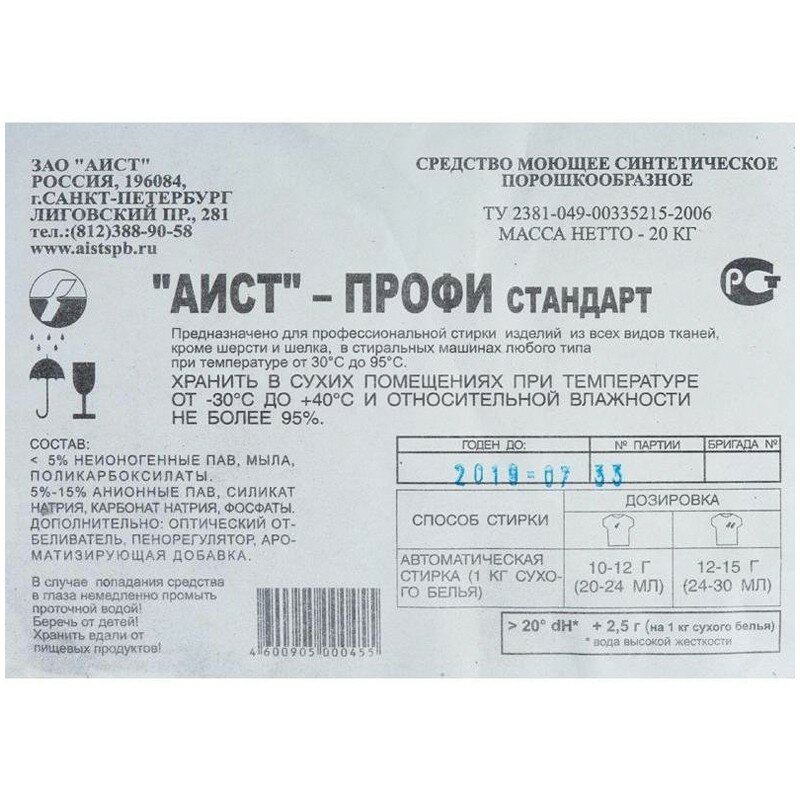 ЗАО "АИСТ"
РОССИЯ, 196084,
г.САНКТ-ПЕТЕРБУРГ
ЛИГОВСКИЙ ПР., 281
тел.:(812)388-90-58
www.aistspb.ru
СРЕДСТВО МОЮЩЕЕ СИНТЕТИЧЕСКОЕ
ПОРОШКООБРАЗНОЕ
ТУ 2381-049-00335215-2006
МАССА НЕТТО - 20 КГ
"АИСТ" – ПРОФИ СТАНДАРТ
РСТ
Предназначено для профессиональной стирки изделий из всех видов тканей,
кроме шерсти и шелка, в стиральных машинах любого типа
при температуре от 30°С до 95°С.
ХРАНИТЬ В СУХИХ ПОМЕЩЕНИЯХ ПРИ ТЕМПЕРАТУРЕ
ОТ -30°С ДО +40°С И ОТНОСИТЕЛЬНОЙ ВЛАЖНОСТИ
НЕ БОЛЕЕ 95%.
СОСТАВ:
< 5% НЕИОНОГЕННЫЕ ПАВ, МЫЛА,
ПОЛИКАРБОКСИЛАТЫ.
5%-15% АНИОННЫЕ ПАВ, СИЛИКАТ
НАТРИЯ, КАРБОНАТ НАТРИЯ, ФОСФАТЫ.
ДОПОЛНИТЕЛЬНО: ОПТИЧЕСКИЙ ОТ-
БЕЛИВАТЕЛЬ, ПЕНОРЕГУЛЯТОР, АРО-
МАТИЗИРУЮЩАЯ ДОБАВКА.
В случае попадания средства
в глаза немедленно промыть
проточной водой!
Беречь от детей!
Хранить вдали от
пищевых продуктов!
4600905000455
ГОДЕН ДО: № ПАРТИИ БРИГАДА №
2019-07 33
СПОСОБ СТИРКИ ДОЗИРОВКА
АВТОМАТИЧЕСКАЯ
СТИРКА (1 КГ СУХО-
ГО БЕЛЬЯ)
10-12 Г
(20-24 МЛ)
12-15 Г
(24-30 МЛ)
> 20° dH* + 2,5 г (на 1 кг сухого белья)
* вода высокой жесткости